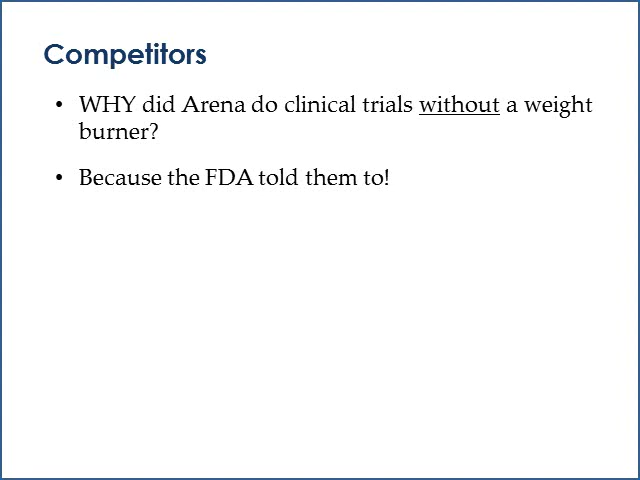 Competitors
• WHY did Arena do clinical trials without a weight
burner?
• Because the FDA told them to!